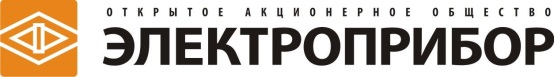 ОТКРЫТОЕ АКЦИОНЕРНОЕ ОБЩЕСТВО
ЭЛЕКТРОПРИБОР